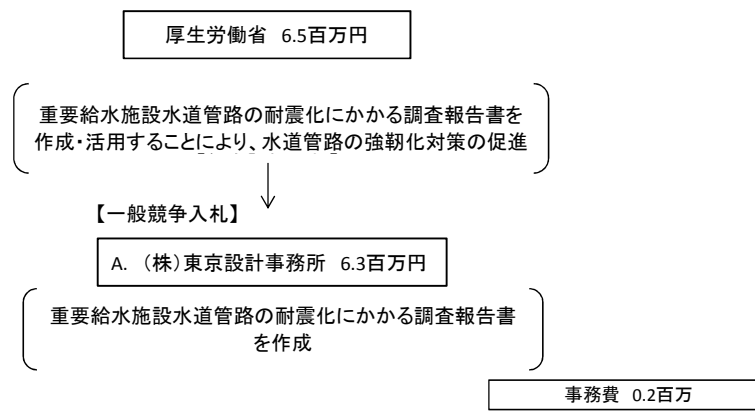 厚生労働省 6.5百万円
重要給水施設水道管路の耐震化にかかる調査報告書を
作成・活用することにより、水道管路の強靱化対策の促進
【一般競争入札】
A. （株）東京設計事務所 6.3百万円
重要給水施設水道管路の耐震化にかかる調査報告書
を作成
事務費 0.2百万